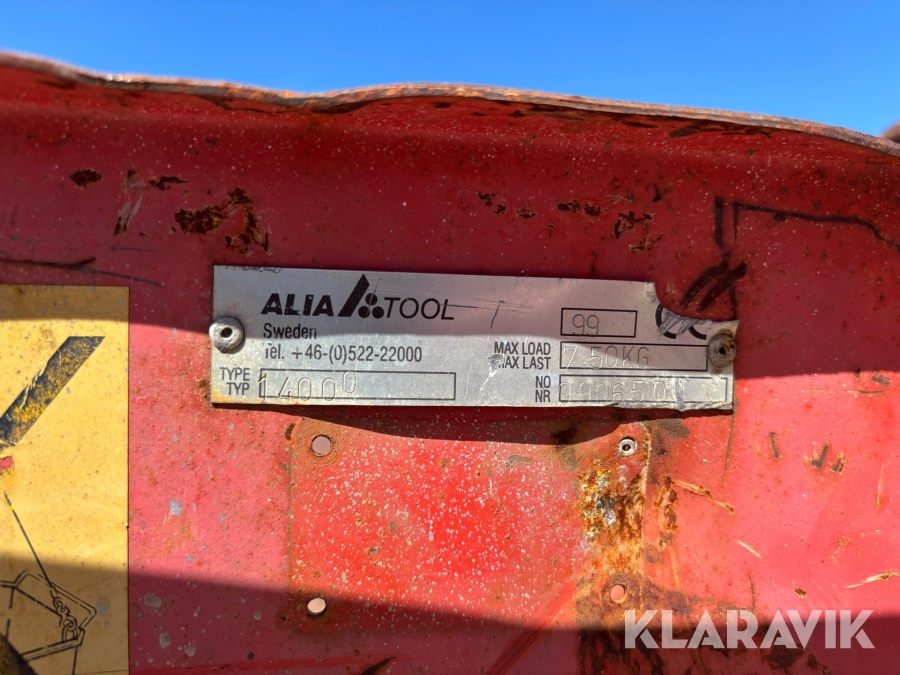 ALIA TOOL
Sweden
Tel. +46-(0)522-22000
TYPE
TYP
14000
99
MAX LOAD
MAX LAST
750KG
NO
NR
KLARAVIK